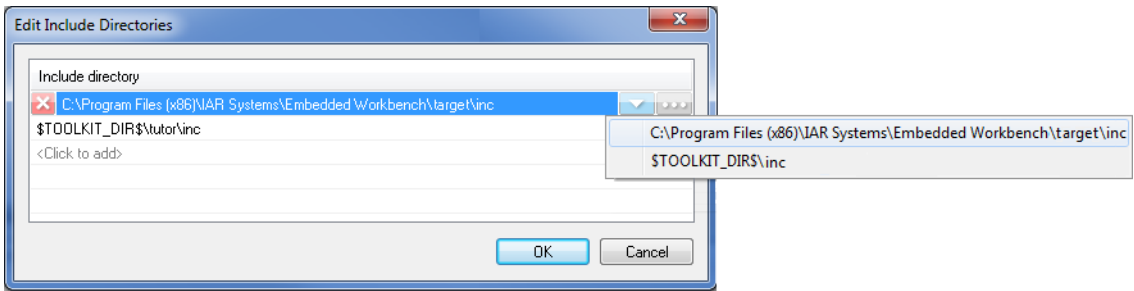 Edit Include Directories
Include directory
C:\Program Files (x86)\IAR Systems\Embedded Workbench\target\inc
$TOOLKIT_DIR$\tutor\inc
<Click to add>
C:\Program Files (x86)\IAR Systems\Embedded Workbench\target\inc
$TOOLKIT_DIR$\inc
OK
Cancel